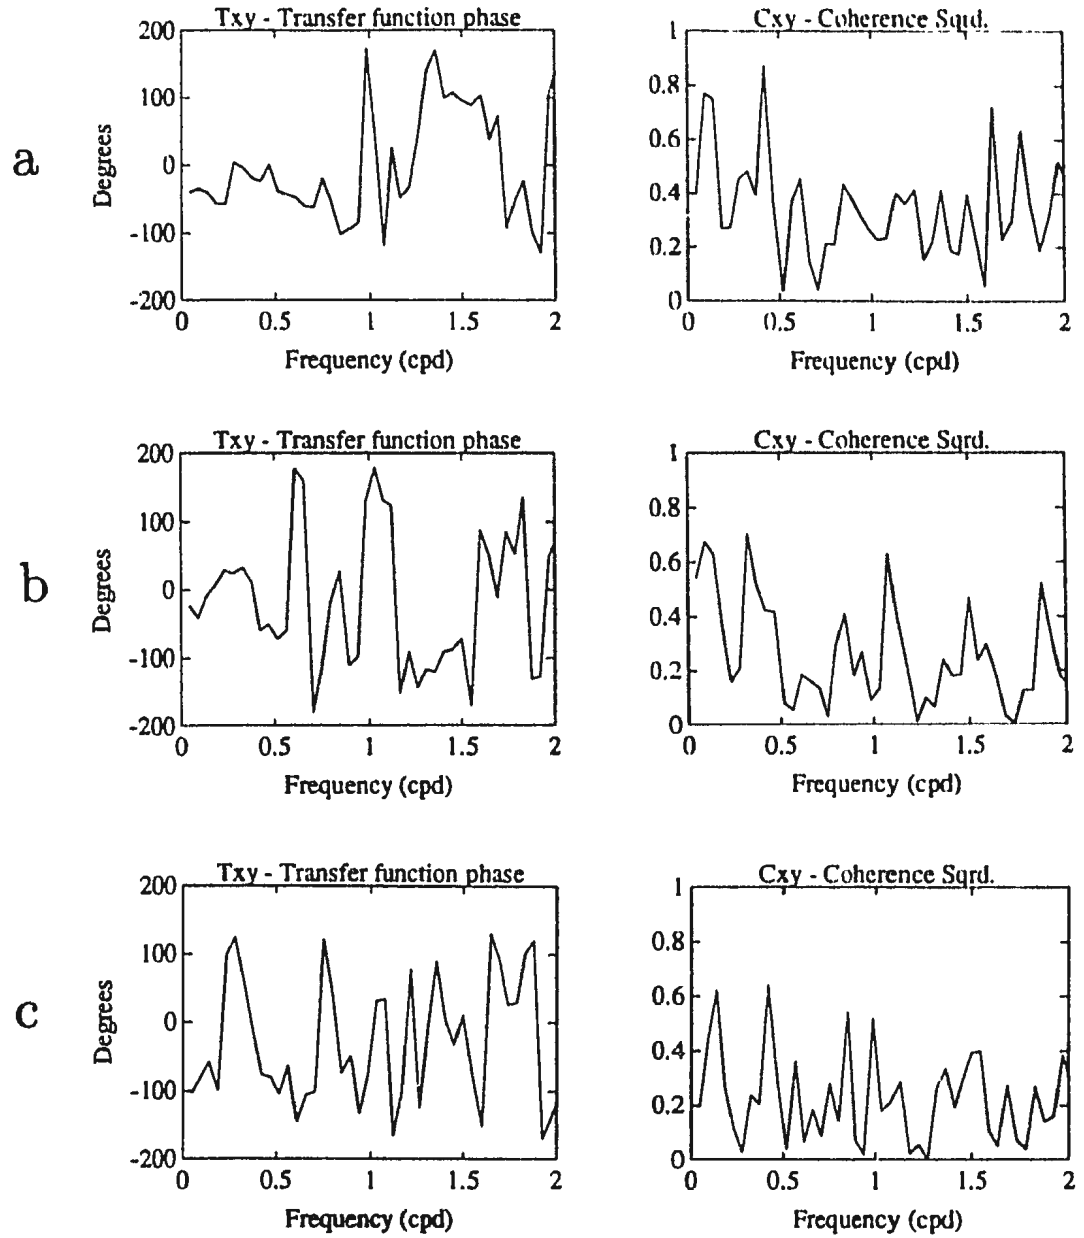 a
Txy - Transfer function phase
Degrees
200
100
0
-100
-200
0 0.5 1 1.5 2
Frequency (cpd)
Cxy - Coherence Sqrd.
1
0.8
0.6
0.4
0.2
0
0 0.5 1 1.5 2
Frequency (cpd)
b
Txy - Transfer function phase
Degrees
200
100
0
-100
-200
0 0.5 1 1.5 2
Frequency (cpd)
Cxy - Coherence Sqrd.
1
0.8
0.6
0.4
0.2
0
0 0.5 1 1.5 2
Frequency (cpd)
c
Txy - Transfer function phase
Degrees
200
100
0
-100
-200
0 0.5 1 1.5 2
Frequency (cpd)
Cxy - Coherence Sqrd.
1
0.8
0.6
0.4
0.2
0
0 0.5 1 1.5 2
Frequency (cpd)